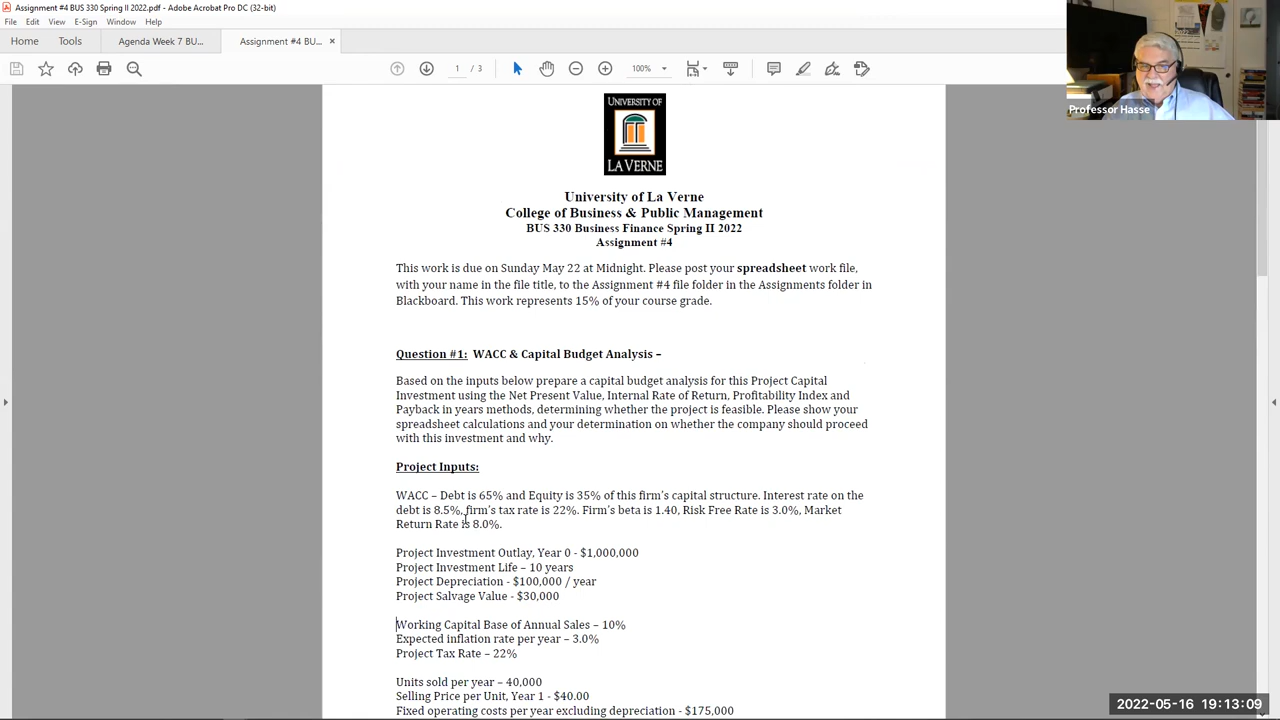 Assignment #4 BUS 330 Spring II 2022.pdf - Adobe Acrobat Pro DC (32-bit)
File Edit View E-Sign Window Help
Home Tools Agenda Week 7 BU... Assignment #4 BU... ×
1 / 3 100%
Professor Hasse
UNIVERSITY OF
LA VERNE
University of La Verne
College of Business & Public Management
BUS 330 Business Finance Spring II 2022
Assignment #4
This work is due on Sunday May 22 at Midnight. Please post your spreadsheet work file,
with your name in the file title, to the Assignment #4 file folder in the Assignments folder in
Blackboard. This work represents 15% of your course grade.
Question #1: WACC & Capital Budget Analysis –
Based on the inputs below prepare a capital budget analysis for this Project Capital
Investment using the Net Present Value, Internal Rate of Return, Profitability Index and
Payback in years methods, determining whether the project is feasible. Please show your
spreadsheet calculations and your determination on whether the company should proceed
with this investment and why.
Project Inputs:
WACC – Debt is 65% and Equity is 35% of this firm's capital structure. Interest rate on the
debt is 8.5%, firm's tax rate is 22%. Firm's beta is 1.40, Risk Free Rate is 3.0%, Market
Return Rate is 8.0%.
Project Investment Outlay, Year 0 - $1,000,000
Project Investment Life – 10 years
Project Depreciation - $100,000 / year
Project Salvage Value - $30,000
Working Capital Base of Annual Sales – 10%
Expected inflation rate per year – 3.0%
Project Tax Rate – 22%
Units sold per year – 40,000
Selling Price per Unit, Year 1 - $40.00
Fixed operating costs per year excluding depreciation - $175,000
2022-05-16 19:13:09